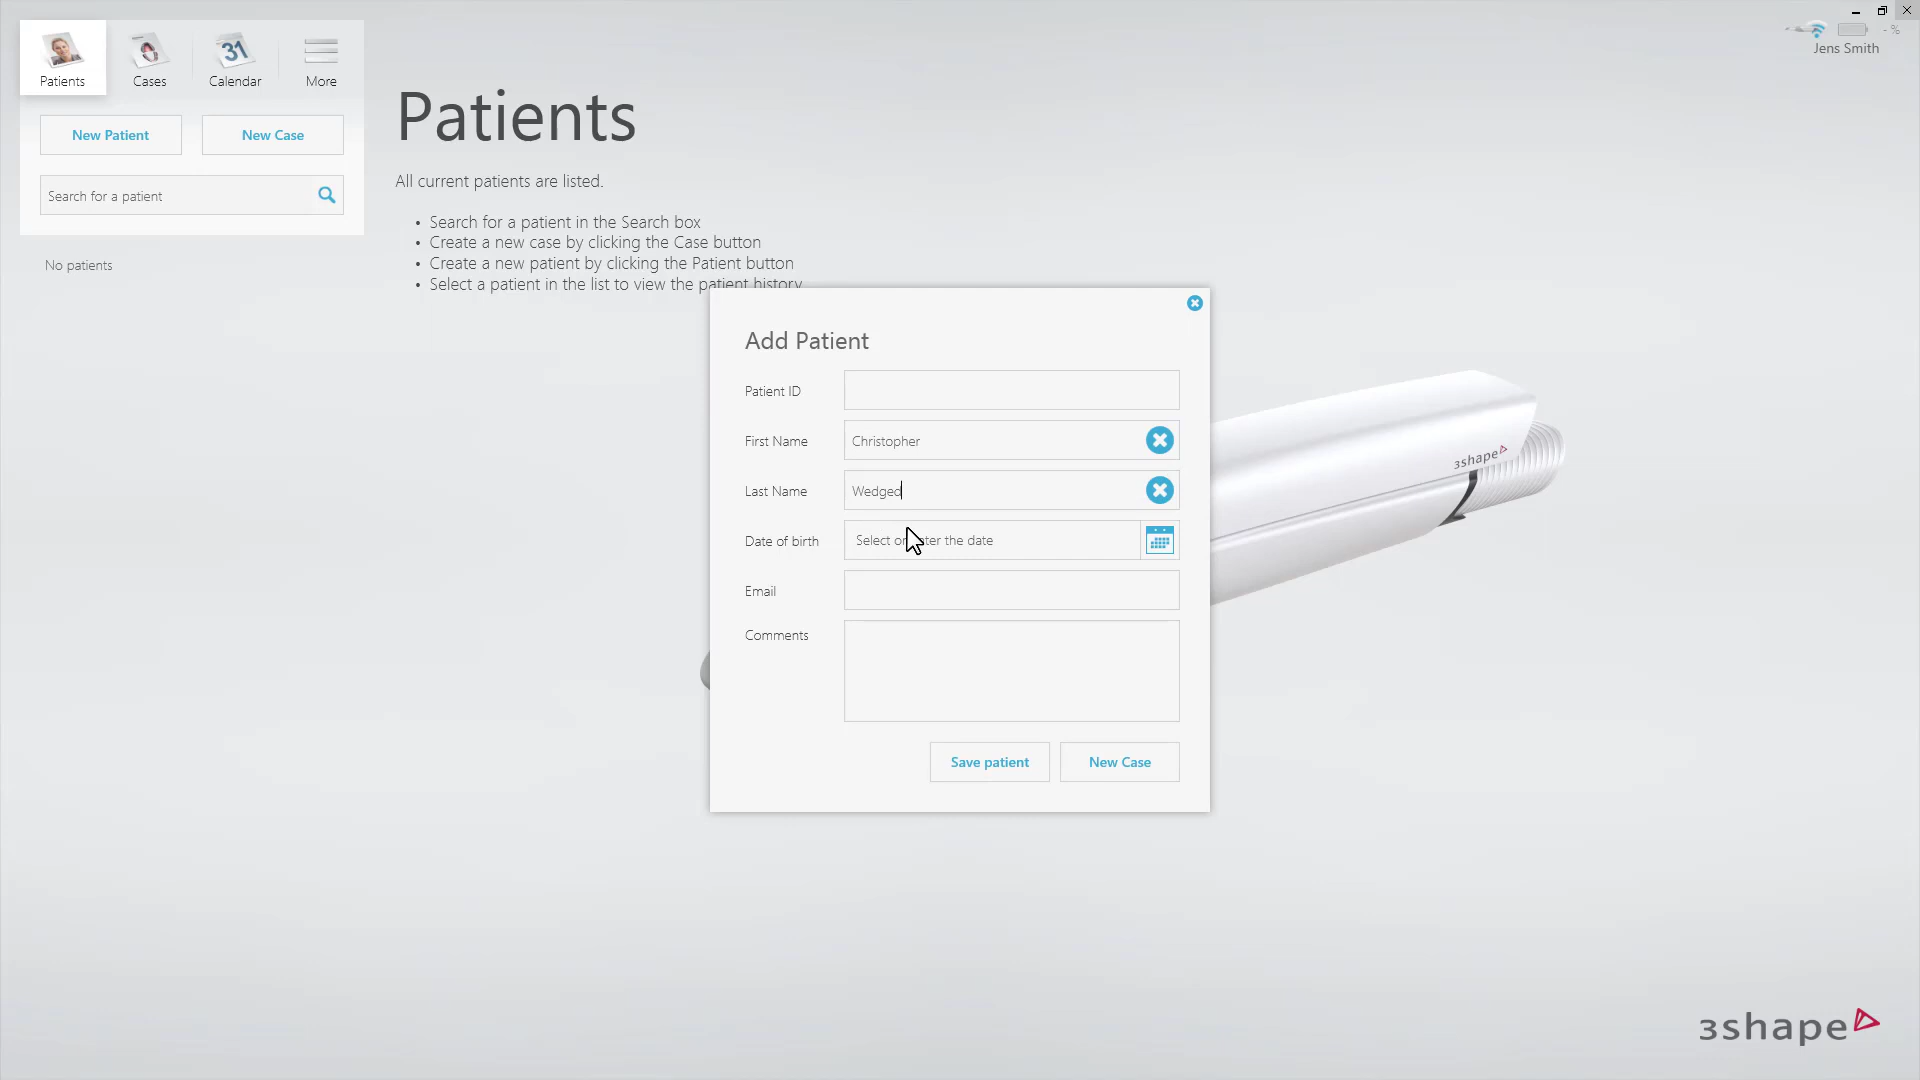 - %
Jens Smith
Patients
Cases
31
Calendar
More
New Patient
New Case
Search for a patient
No patients
Patients
All current patients are listed.
• Search for a patient in the Search box
• Create a new case by clicking the Case button
• Create a new patient by clicking the Patient button
• Select a patient in the list to view the patient history
Add Patient
Patient ID
First Name Christopher
Last Name Wedged
Date of birth Select or enter the date
Email
Comments
Save patient New Case
3shape
3shape